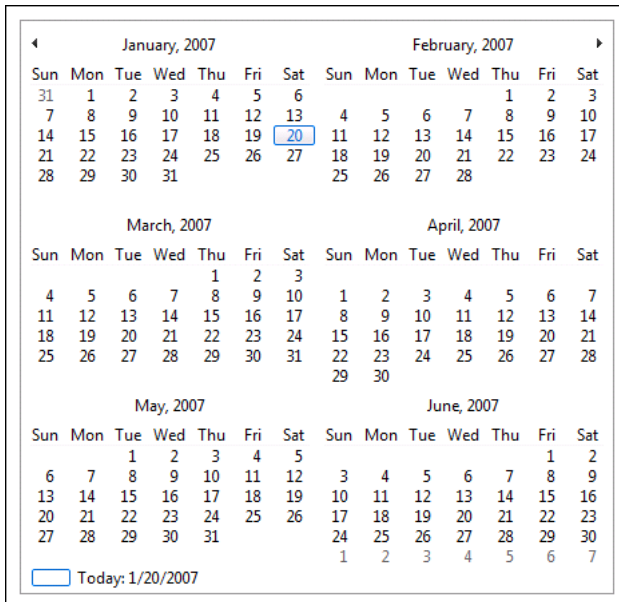 January, 2007
Sun Mon Tue Wed Thu Fri Sat
31 1 2 3 4 5 6
7 8 9 10 11 12 13
14 15 16 17 18 19 20
21 22 23 24 25 26 27
28 29 30 31
February, 2007
Sun Mon Tue Wed Thu Fri Sat
1 2 3
4 5 6 7 8 9 10
11 12 13 14 15 16 17
18 19 20 21 22 23 24
25 26 27 28
March, 2007
Sun Mon Tue Wed Thu Fri Sat
1 2 3
4 5 6 7 8 9 10
11 12 13 14 15 16 17
18 19 20 21 22 23 24
25 26 27 28 29 30 31
April, 2007
Sun Mon Tue Wed Thu Fri Sat
1 2 3 4 5 6 7
8 9 10 11 12 13 14
15 16 17 18 19 20 21
22 23 24 25 26 27 28
29 30
May, 2007
Sun Mon Tue Wed Thu Fri Sat
1 2 3 4 5
6 7 8 9 10 11 12
13 14 15 16 17 18 19
20 21 22 23 24 25 26
27 28 29 30 31
June, 2007
Sun Mon Tue Wed Thu Fri Sat
1 2
3 4 5 6 7 8 9
10 11 12 13 14 15 16
17 18 19 20 21 22 23
24 25 26 27 28 29 30
1 2 3 4 5 6 7
Today: 1/20/2007